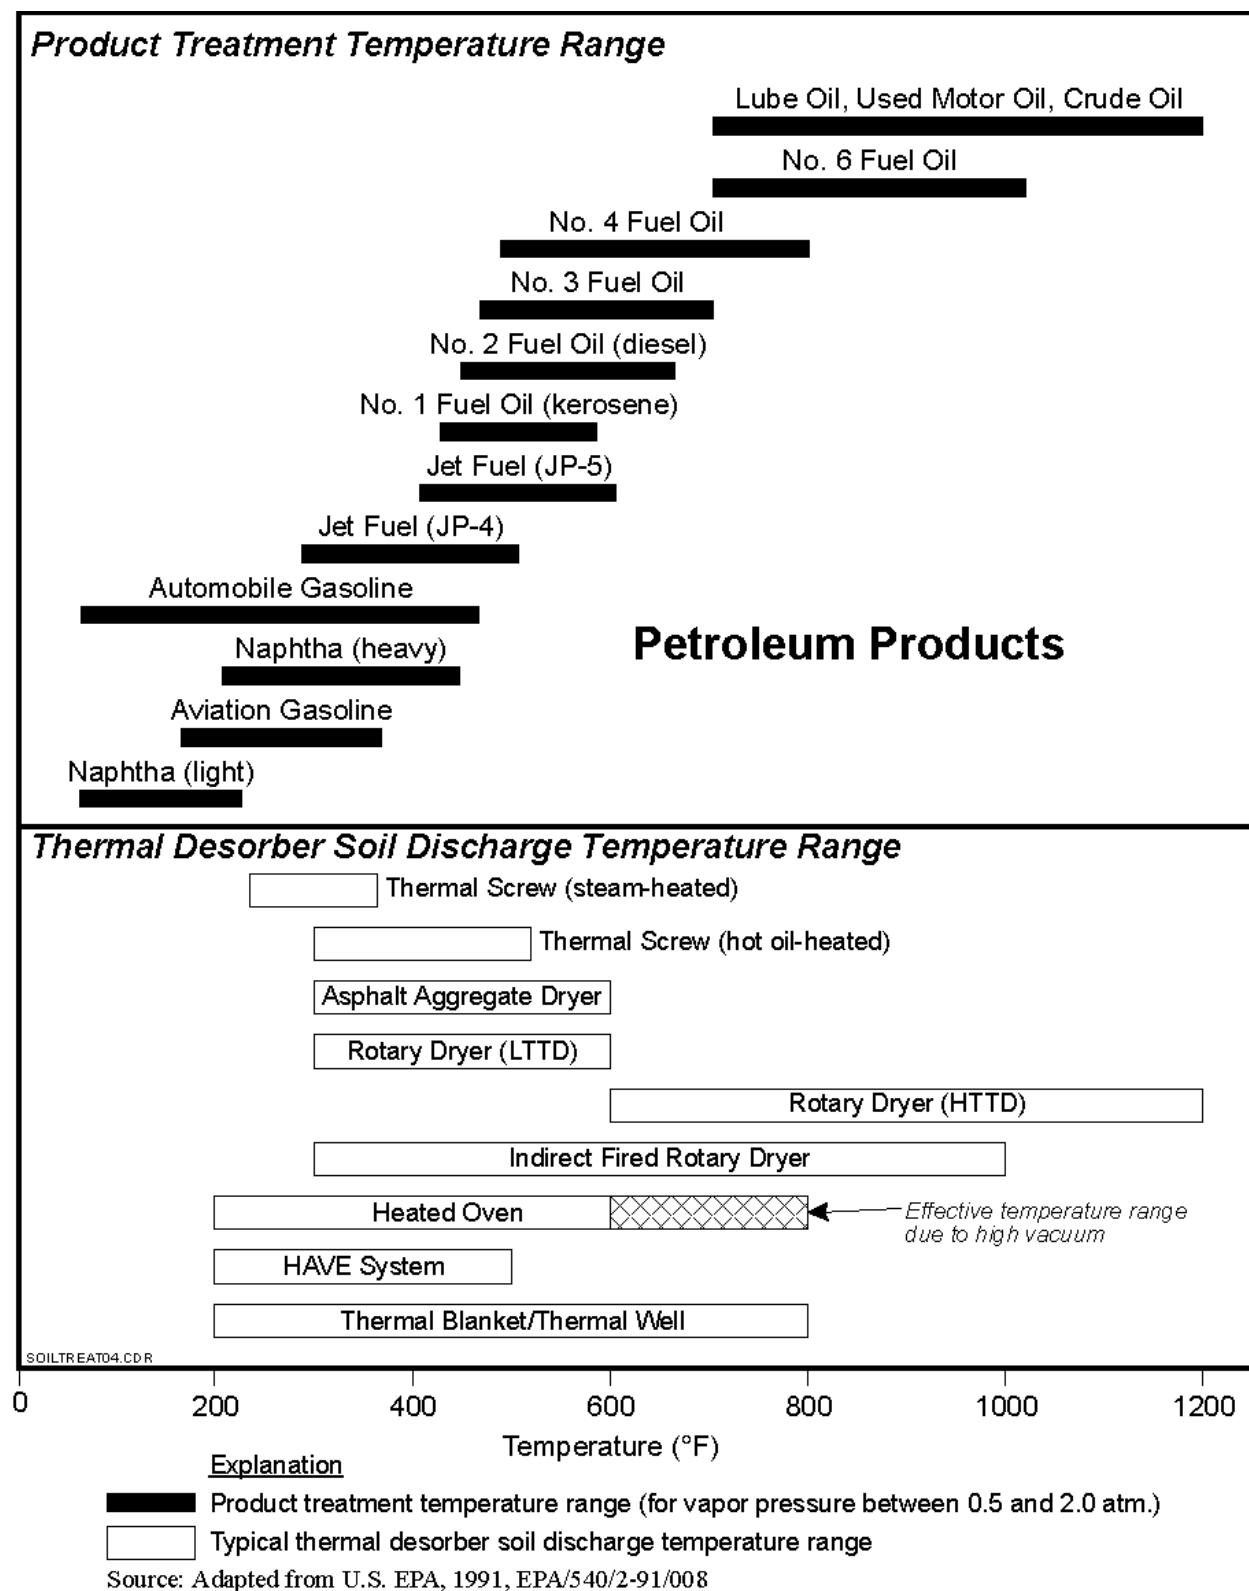 Product Treatment Temperature Range
Lube Oil, Used Motor Oil, Crude Oil
No. 6 Fuel Oil
No. 4 Fuel Oil
No. 3 Fuel Oil
No. 2 Fuel Oil (diesel)
No. 1 Fuel Oil (kerosene)
Jet Fuel (JP-5)
Jet Fuel (JP-4)
Automobile Gasoline
Petroleum Products
Naphtha (heavy)
Aviation Gasoline
Naphtha (light)
Thermal Desorber Soil Discharge Temperature Range
Thermal Screw (steam-heated)
Thermal Screw (hot oil-heated)
Asphalt Aggregate Dryer
Rotary Dryer (LTTD)
Rotary Dryer (HTTD)
Indirect Fired Rotary Dryer
Heated Oven
Effective temperature range
due to high vacuum
HAVE System
Thermal Blanket/Thermal Well
SOILTREAT04.CDR
0 200 400 600 800 1000 1200
Temperature (°F)
Explanation
Product treatment temperature range (for vapor pressure between 0.5 and 2.0 atm.)
Typical thermal desorber soil discharge temperature range
Source: Adapted from U.S. EPA, 1991, EPA/540/2-91/008